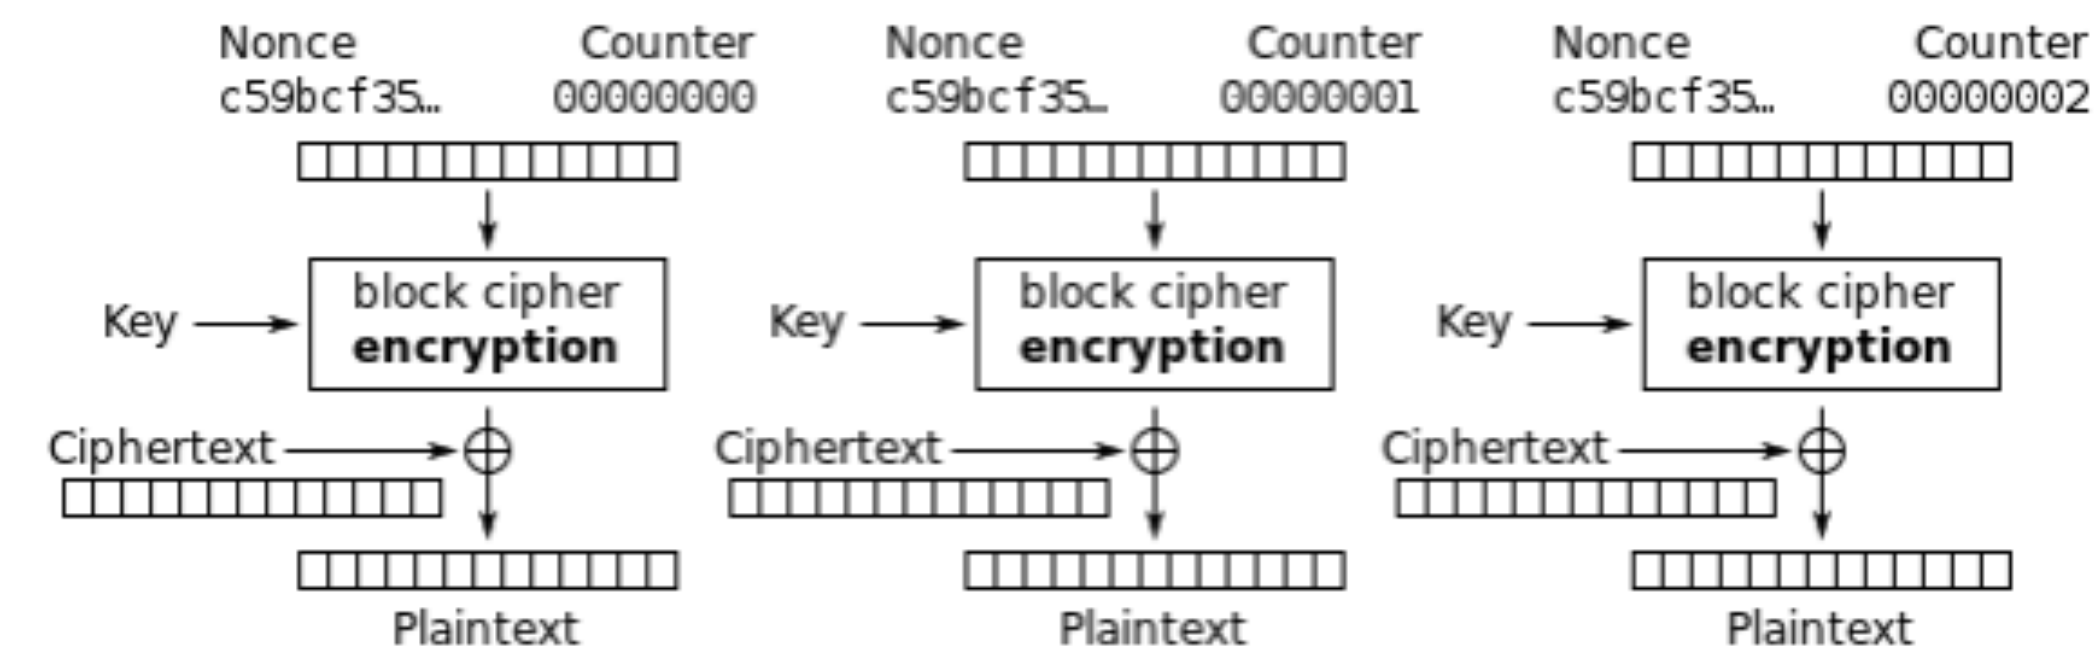 Nonce Counter Nonce Counter Nonce Counter
c59bcf35… 00000000 c59bcf35… 00000001 c59bcf35… 00000002
block cipher block cipher block cipher
Key encryption Key encryption Key encryption
Ciphertext Ciphertext Ciphertext
Plaintext Plaintext Plaintext